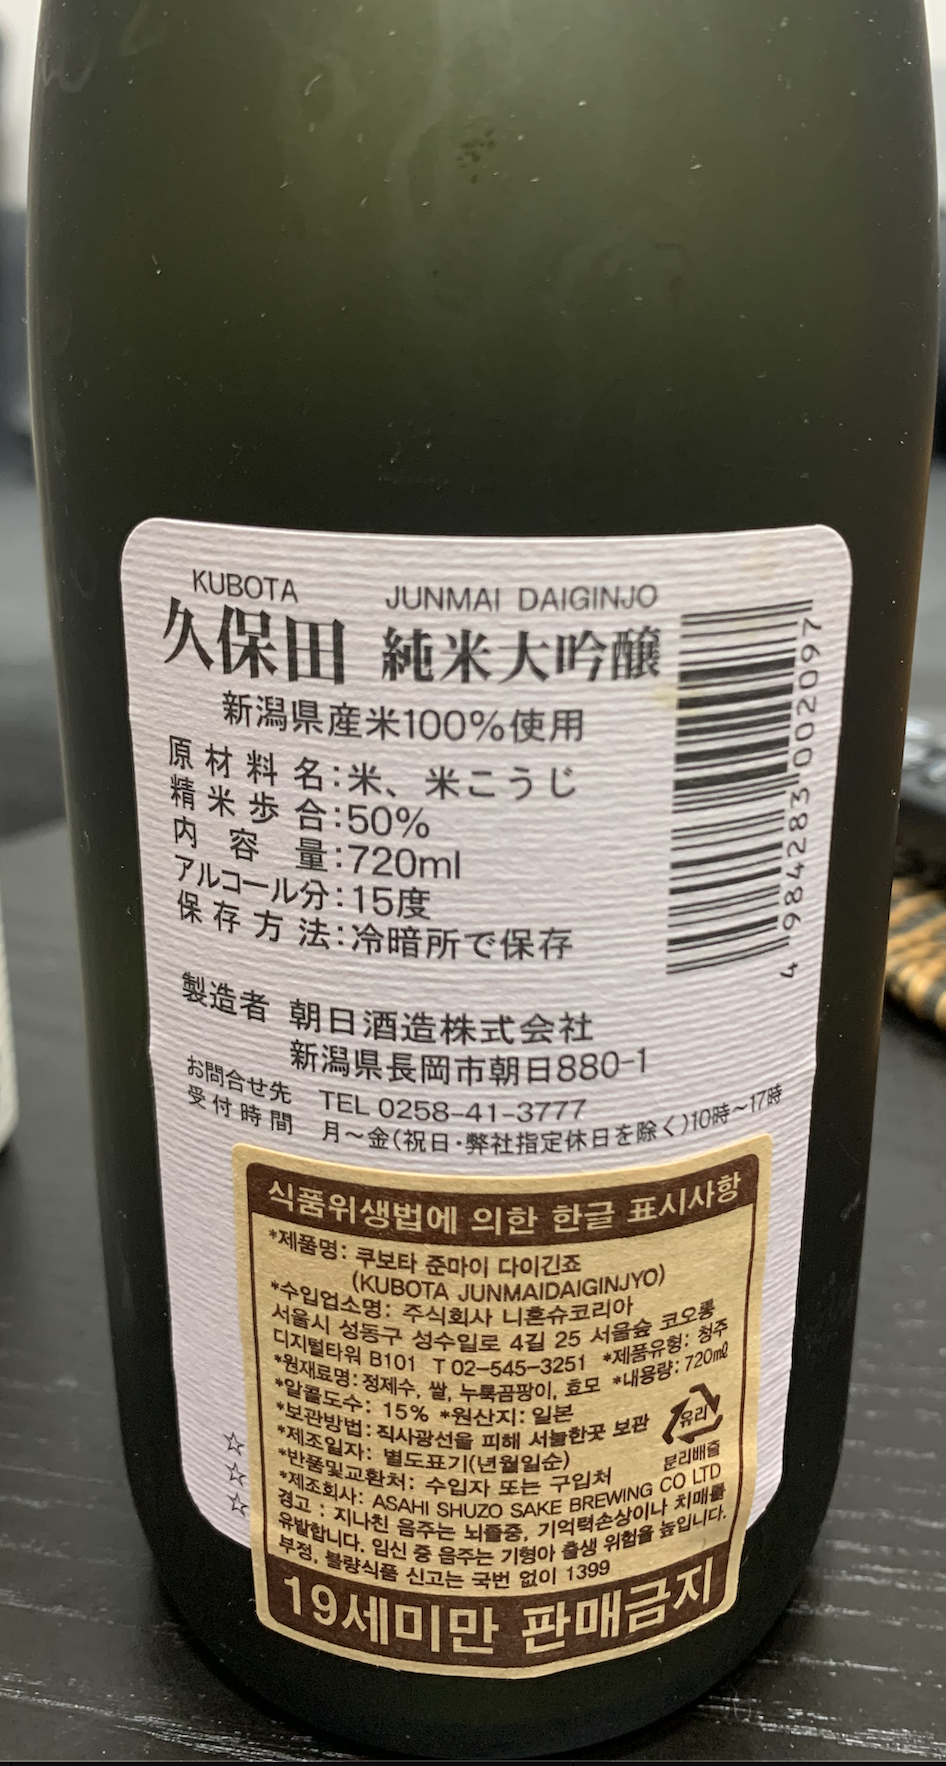 KUBOTA JUNMAI DAIGINJO
久保田 純米大吟醸
新潟県産米100%使用
原材料名:米、米こうじ
精米歩合:50%
内容量:720ml
アルコール分:15度
保存方法:冷暗所で保存
4 984283 002097
製造者 朝日酒造株式会社
新潟県長岡市朝日880-1
お問合せ先 TEL 0258-41-3777
受付時間 月~金(祝日・弊社指定休日を除く)10時~17時
식품위생법에 의한 한글 표시사항
*제품명: 쿠보타 준마이 다이긴죠
(KUBOTA JUNMAIDAIGINJYO)
*수입업소명: 주식회사 니혼슈코리아
서울시 성동구 성수일로 4길 25 서울숲 코오롱
디지털타워 B101 T 02-545-3251 *제품유형: 청주
*원재료명: 정제수, 쌀, 누룩곰팡이, 효모 *내용량: 720㎖
*알콜도수: 15% *원산지: 일본
*보관방법: 직사광선을 피해 서늘한곳 보관
*제조일자: 별도표기(년월일순)
*반품및교환처: 수입자 또는 구입처
유리
분리배출
*제조회사: ASAHI SHUZO SAKE BREWING CO LTD
경고 : 지나친 음주는 뇌졸중, 기억력손상이나 치매를
유발합니다. 임신 중 음주는 기형아 출생 위험을 높입니다.
부정, 불량식품 신고는 국번 없이 1399
19세미만 판매금지